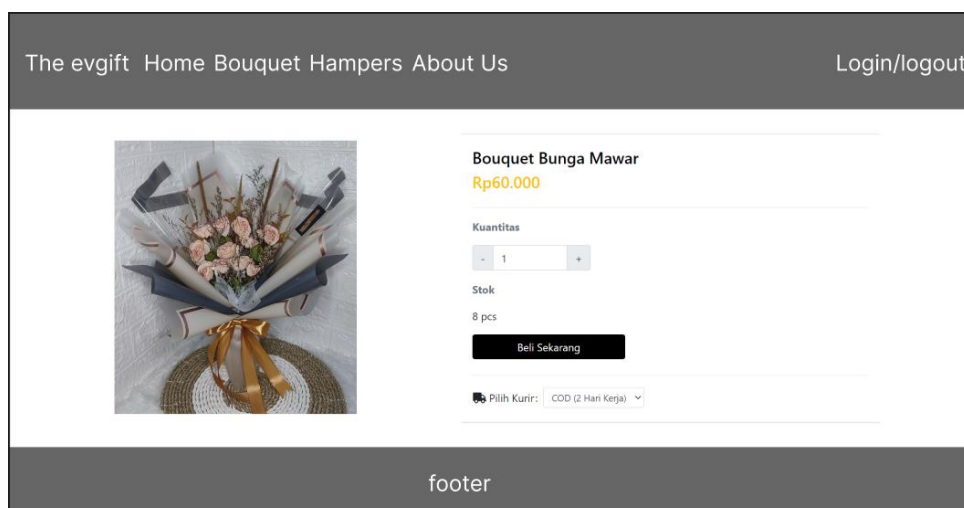 The evgift Home Bouquet Hampers About Us Login/logout
Bouquet Bunga Mawar
Rp60.000
Kuantitas
- 1 +
Stok
8 pcs
Beli Sekarang
Pilih Kurir: COD (2 Hari Kerja)
footer